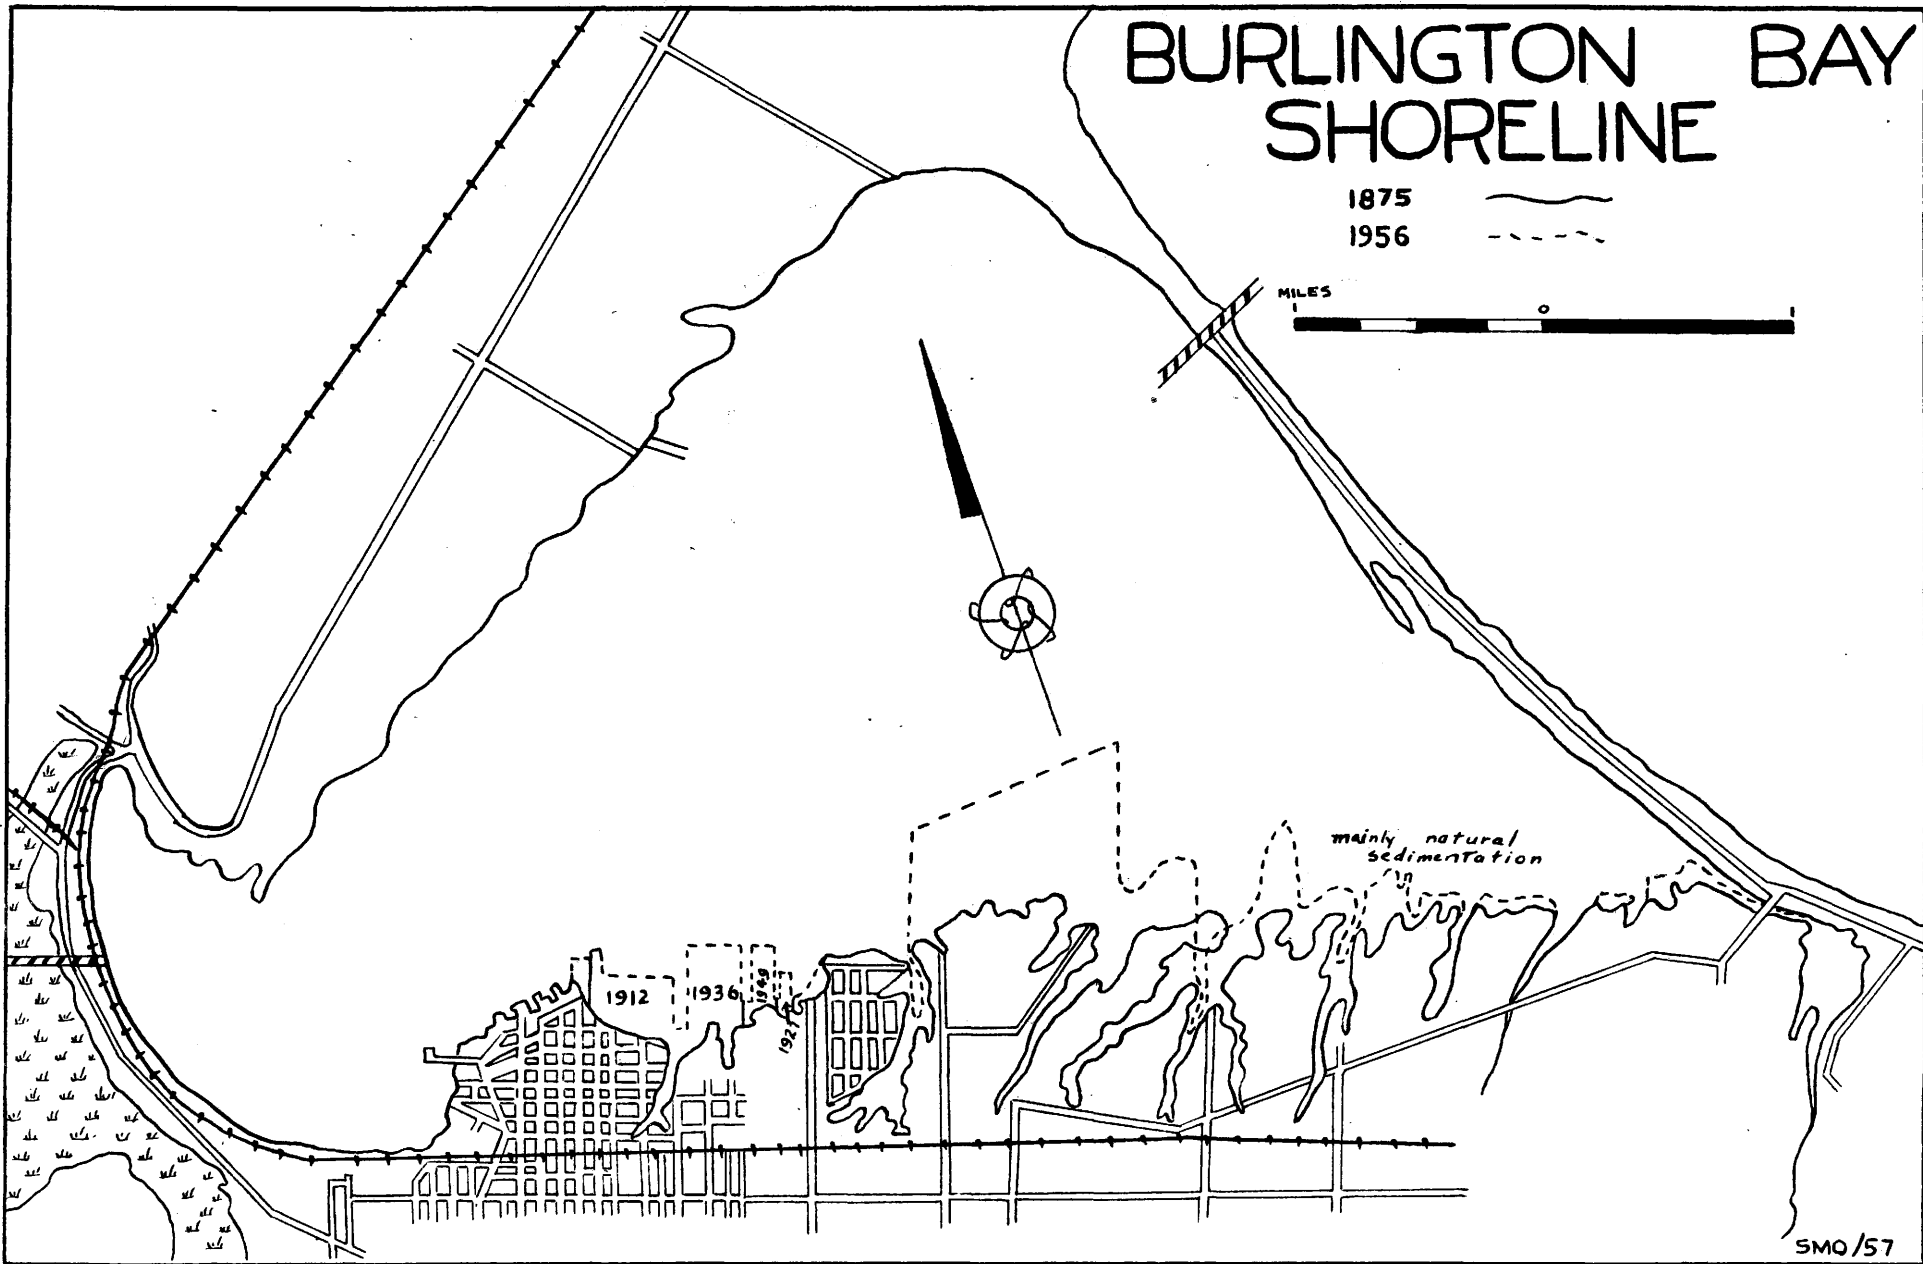 BURLINGTON BAY
SHORELINE
1875
1956
MILES
1 0 1
mainly natural
sedimentation
1912
1936
1949
1927
SMO/57